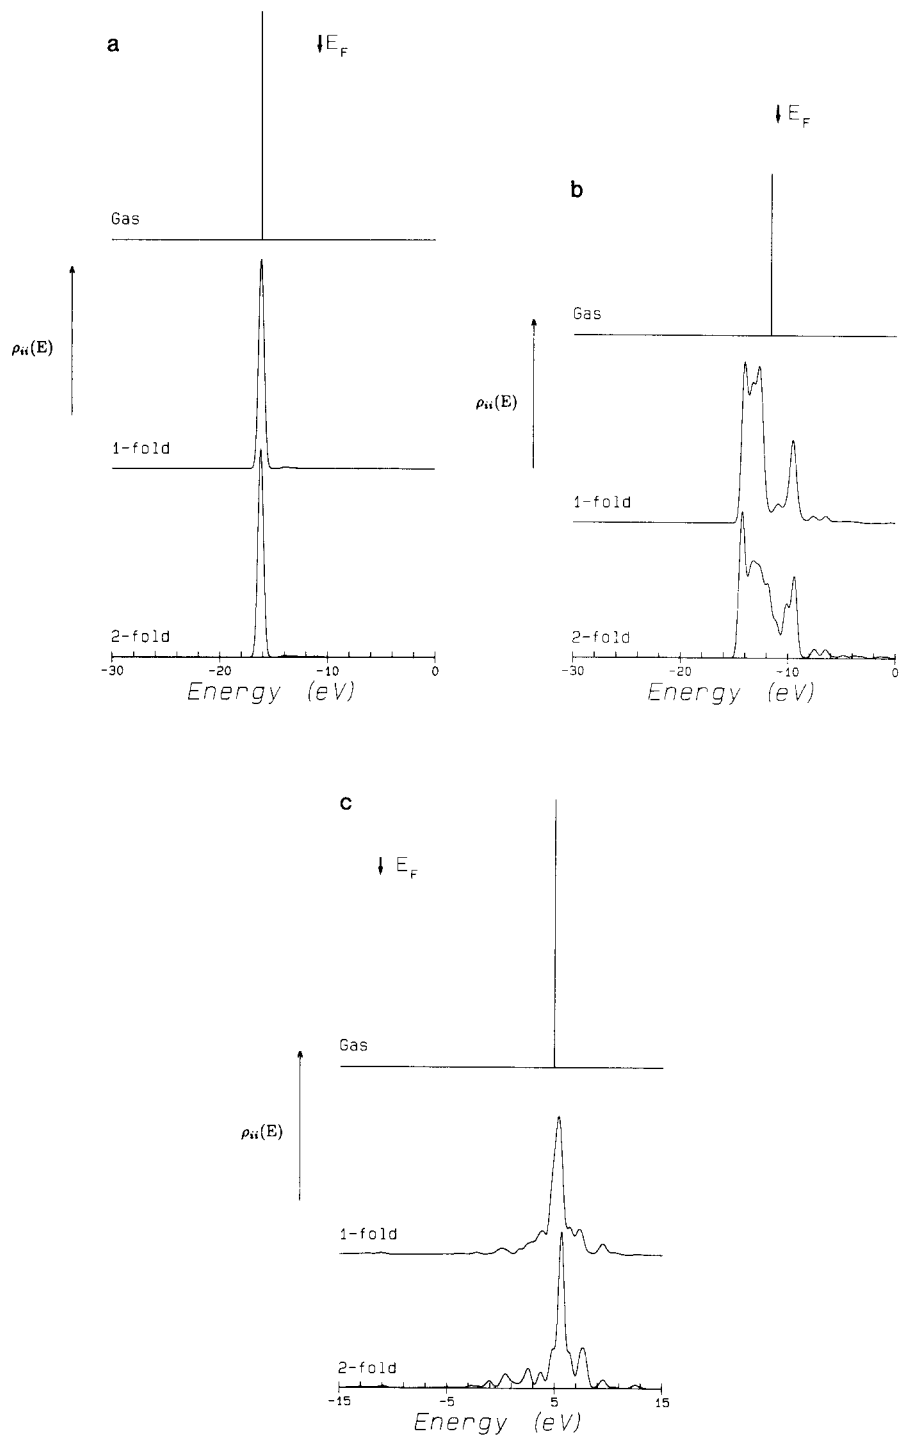 a
E_F
Gas
ρ_ii(E)
1-fold
2-fold
-30 -20 -10 0
Energy (eV)
b
E_F
Gas
ρ_ii(E)
1-fold
2-fold
-30 -20 -10 0
Energy (eV)
c
E_F
Gas
ρ_ii(E)
1-fold
2-fold
-15 -5 5 15
Energy (eV)